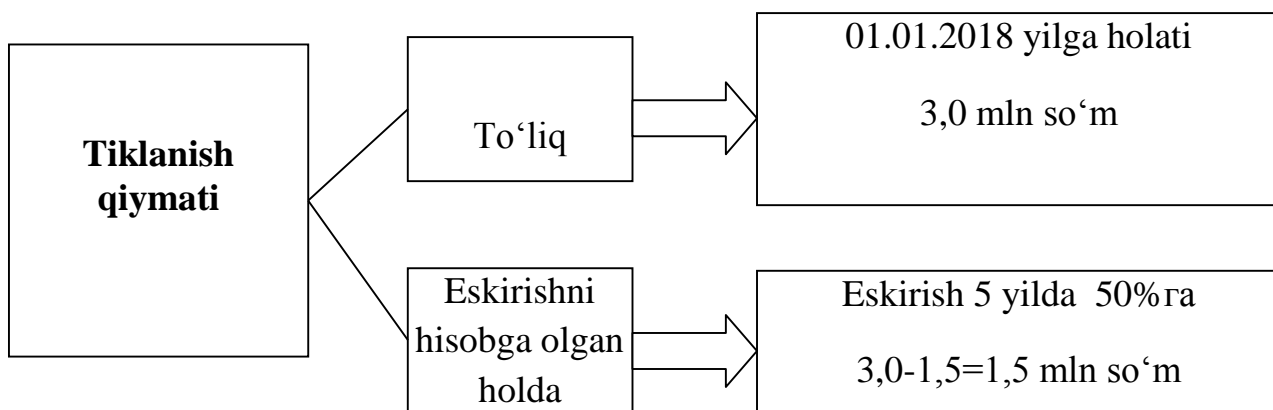 Tiklanish
qiymati
To‘liq
01.01.2018 yilga holati
3,0 mln so‘m
Eskirishni
hisobga olgan
holda
Eskirish 5 yilda 50%га
3,0-1,5=1,5 mln so‘m